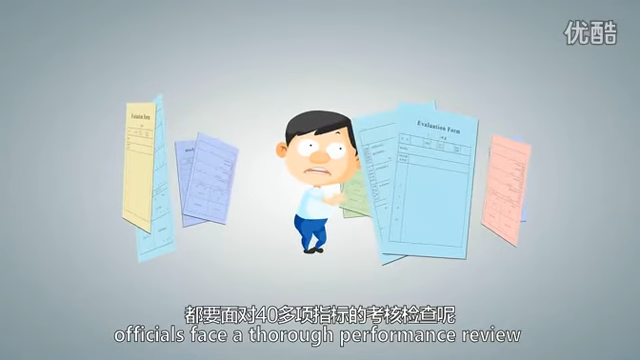 优酷
Evaluation Form
Evaluation Form
都要面对40多项指标的考核检查呢
officials face a thorough performance review